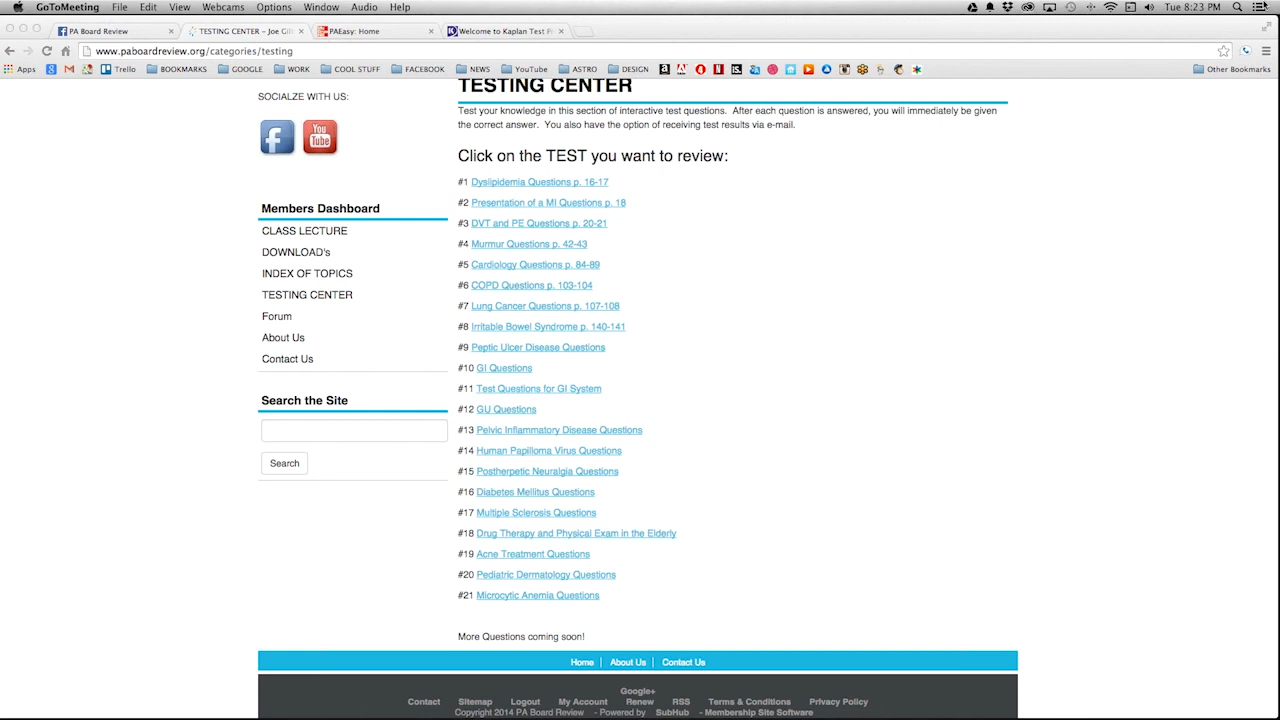 GoToMeeting File Edit View Webcams Options Window Audio Help Tue 8:23 PM
PA Board Review TESTING CENTER – Joe Gil PAEasy: Home Welcome to Kaplan Test P
www.paboardreview.org/categories/testing
Apps Trello BOOKMARKS GOOGLE WORK COOL STUFF FACEBOOK NEWS YouTube ASTRO DESIGN Other Bookmarks
TESTING CENTER
SOCIALZE WITH US:
Test your knowledge in this section of interactive test questions. After each question is answered, you will immediately be given
the correct answer. You also have the option of receiving test results via e-mail.
You
Tube
Click on the TEST you want to review:
#1 Dyslipidemia Questions p. 16-17
#2 Presentation of a MI Questions p. 18
#3 DVT and PE Questions p. 20-21
#4 Murmur Questions p. 42-43
#5 Cardiology Questions p. 84-89
#6 COPD Questions p. 103-104
#7 Lung Cancer Questions p. 107-108
#8 Irritable Bowel Syndrome p. 140-141
#9 Peptic Ulcer Disease Questions
#10 GI Questions
#11 Test Questions for GI System
#12 GU Questions
#13 Pelvic Inflammatory Disease Questions
#14 Human Papilloma Virus Questions
#15 Postherpetic Neuralgia Questions
#16 Diabetes Mellitus Questions
#17 Multiple Sclerosis Questions
#18 Drug Therapy and Physical Exam in the Elderly
#19 Acne Treatment Questions
#20 Pediatric Dermatology Questions
#21 Microcytic Anemia Questions
More Questions coming soon!
Members Dashboard
CLASS LECTURE
DOWNLOAD's
INDEX OF TOPICS
TESTING CENTER
Forum
About Us
Contact Us
Search the Site
Search
Home About Us Contact Us
Google+
Contact Sitemap Logout My Account Renew RSS Terms & Conditions Privacy Policy
Copyright 2014 PA Board Review - Powered by SubHub - Membership Site Software